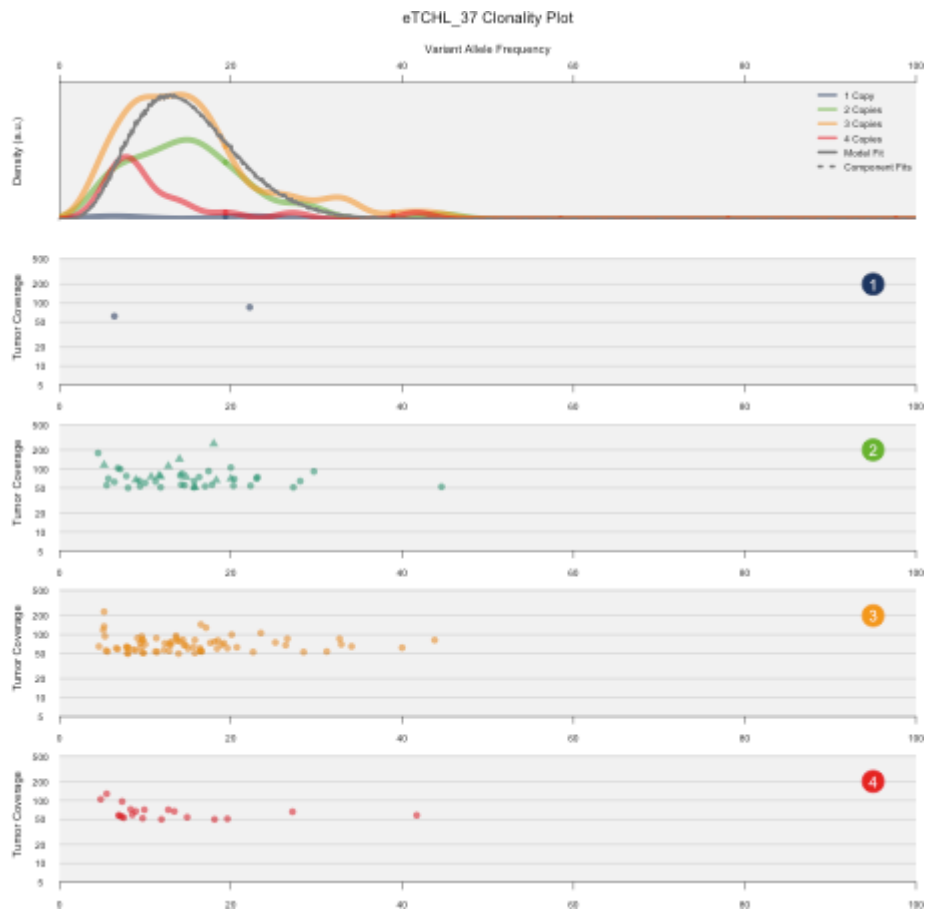 eTCHL_37 Clonality Plot
Variant Allele Frequency
0 20 40 60 80 100
Density (a.u.)
1 Copy
2 Copies
3 Copies
4 Copies
Model Fit
Component Fits
Tumor Coverage
500
200
100
50
20
10
5
1
0 20 40 60 80 100
Tumor Coverage
500
200
100
50
20
10
5
2
0 20 40 60 80 100
Tumor Coverage
500
200
100
50
20
10
5
3
0 20 40 60 80 100
Tumor Coverage
500
200
100
50
20
10
5
4
0 20 40 60 80 100